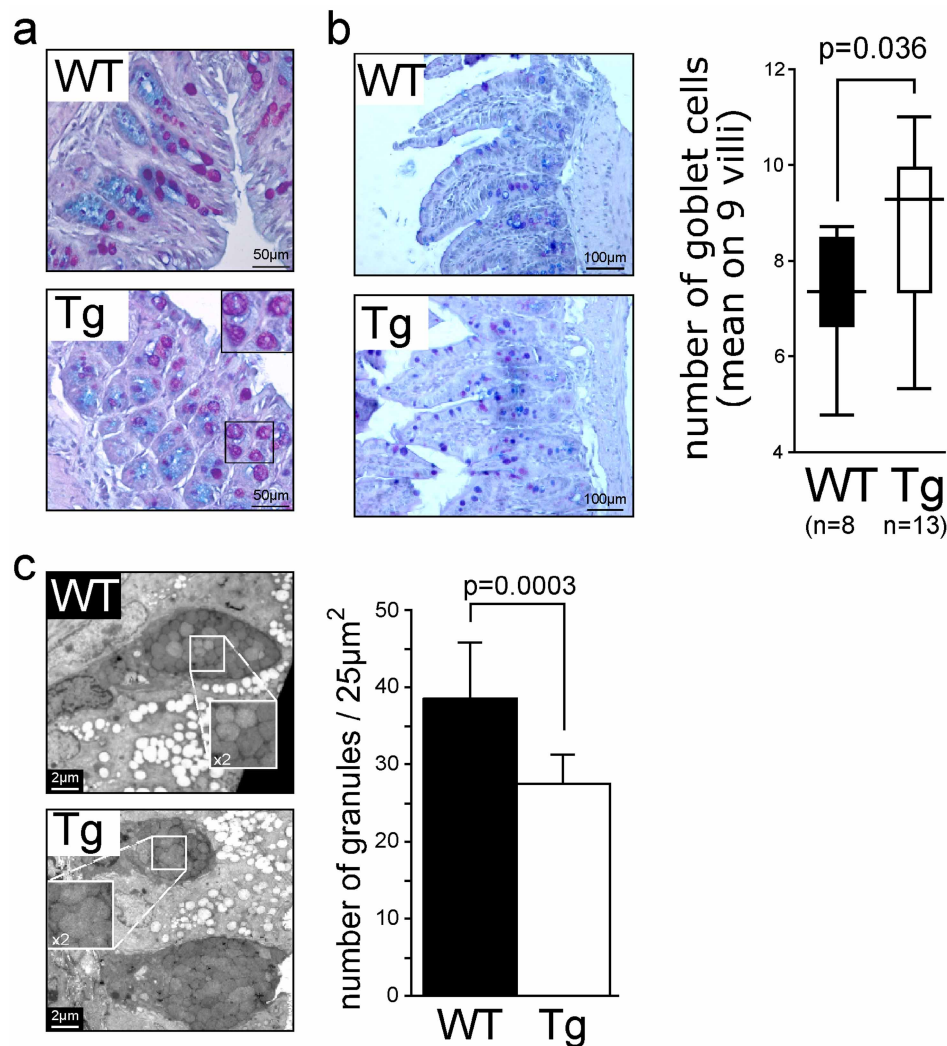 a
WT
50µm
Tg
50µm
b
WT
100µm
Tg
100µm
number of goblet cells
(mean on 9 villi)
p=0.036
12
10
8
6
4
WT Tg
(n=8 n=13)
c
WT
x2
2µm
Tg
x2
2µm
number of granules / 25µm²
p=0.0003
50
40
30
20
10
0
WT Tg